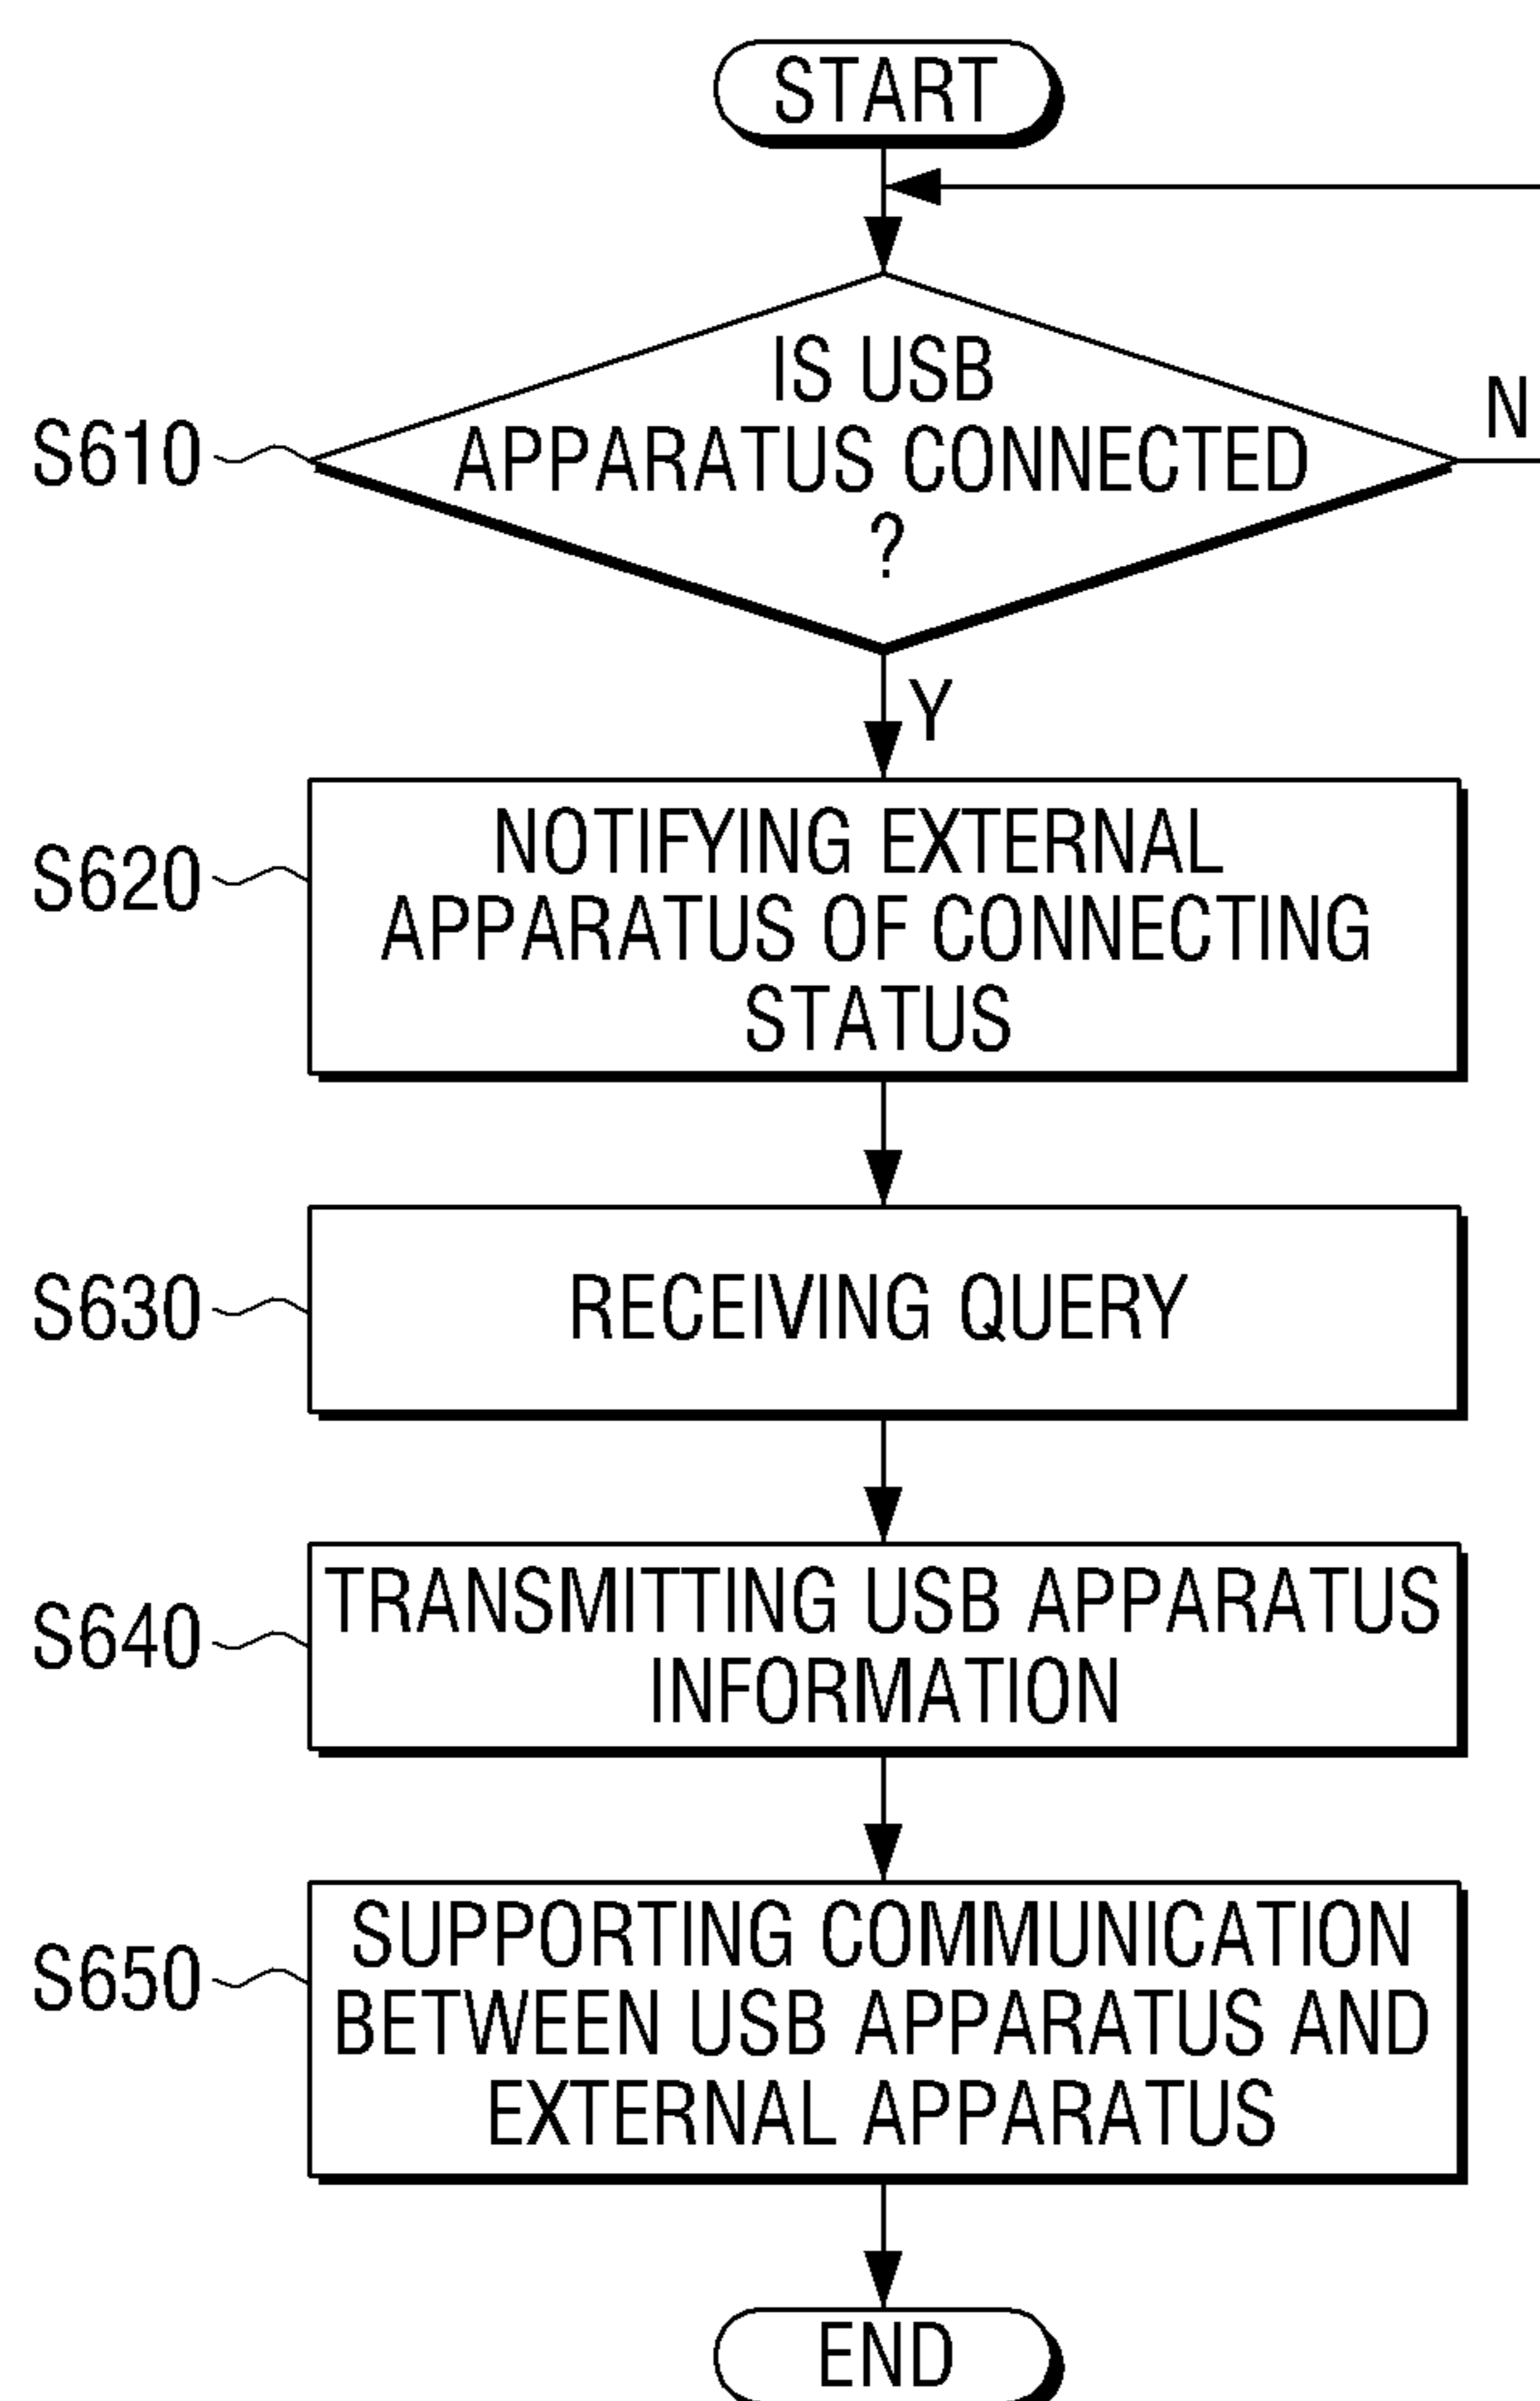 START
IS USB
S610
APPARATUS CONNECTED
N
?
Y
S620
NOTIFYING EXTERNAL
APPARATUS OF CONNECTING
STATUS
S630
RECEIVING QUERY
S640
TRANSMITTING USB APPARATUS
INFORMATION
S650
SUPPORTING COMMUNICATION
BETWEEN USB APPARATUS AND
EXTERNAL APPARATUS
END